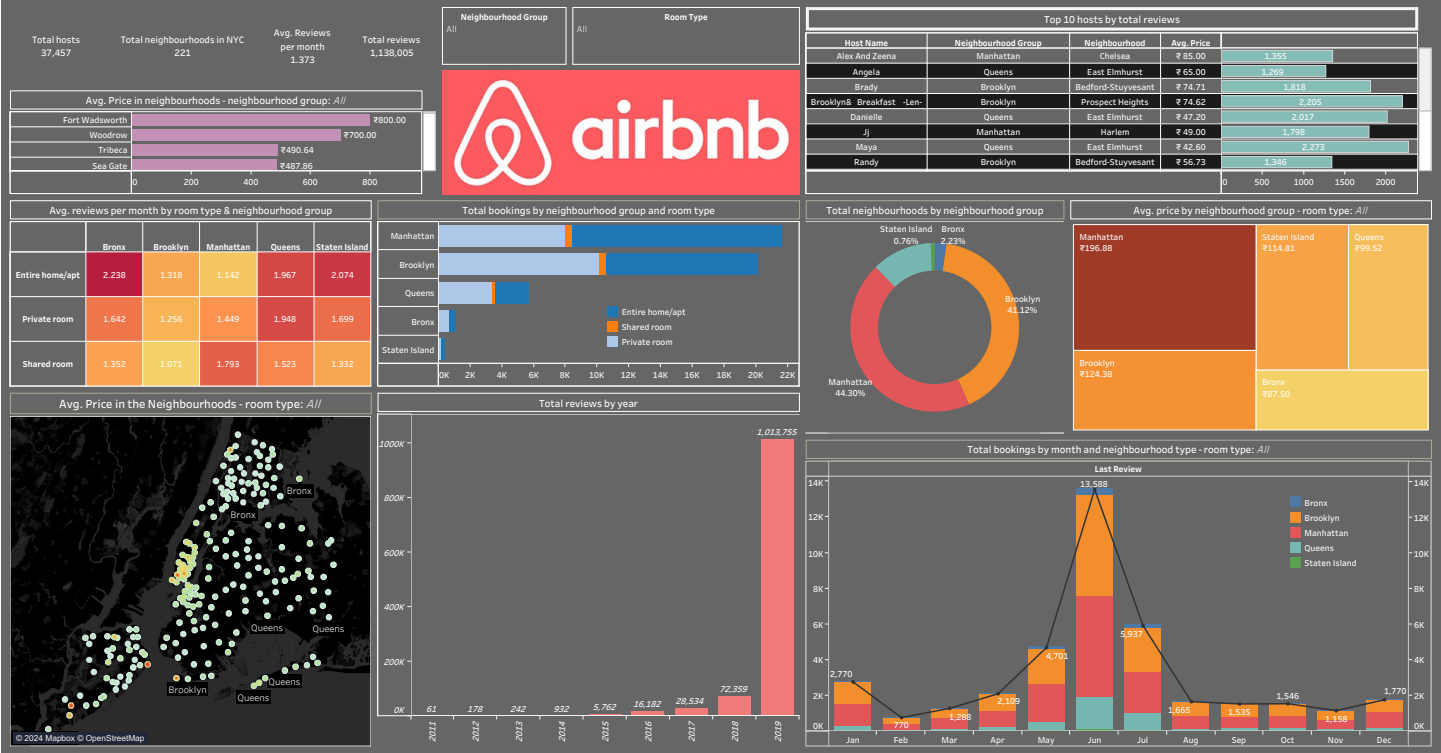 Total hosts
37,457
Total neighbourhoods in NYC
221
Avg. Reviews
per month
1.373
Total reviews
1,138,005
Neighbourhood Group
All
Room Type
All
Top 10 hosts by total reviews
Host Name Neighbourhood Group Neighbourhood Avg. Price
Alex And Zeena Manhattan Chelsea ₹ 85.00 1,355
Angela Queens East Elmhurst ₹ 65.00 1,269
Brady Brooklyn Bedford-Stuyvesant ₹ 74.71 1,818
Brooklyn& Breakfast -Len- Brooklyn Prospect Heights ₹ 74.62 2,205
Danielle Queens East Elmhurst ₹ 47.20 2,017
Jj Manhattan Harlem ₹ 49.00 1,798
Maya Queens East Elmhurst ₹ 42.60 2,273
Randy Brooklyn Bedford-Stuyvesant ₹ 56.73 1,346
0 500 1000 1500 2000
Avg. Price in neighbourhoods - neighbourhood group: All
Fort Wadsworth ₹800.00
Woodrow ₹700.00
Tribeca ₹490.64
Sea Gate ₹487.86
0 200 400 600 800
airbnb
Avg. reviews per month by room type & neighbourhood group
Bronx Brooklyn Manhattan Queens Staten Island
Entire home/apt 2.238 1.318 1.142 1.967 2.074
Private room 1.642 1.256 1.449 1.948 1.699
Shared room 1.352 1.071 1.793 1.523 1.332
Total bookings by neighbourhood group and room type
Manhattan
Brooklyn
Queens
Bronx
Staten Island
Entire home/apt
Shared room
Private room
0K 2K 4K 6K 8K 10K 12K 14K 16K 18K 20K 22K
Total neighbourhoods by neighbourhood group
Staten Island
0.76%
Bronx
2.23%
Brooklyn
41.12%
Manhattan
44.30%
Avg. price by neighbourhood group - room type: All
Manhattan
₹196.88
Staten Island
₹114.81
Queens
₹99.52
Brooklyn
₹124.38
Bronx
₹87.50
Avg. Price in the Neighbourhoods - room type: All
Bronx
Bronx
Queens
Queens
Brooklyn
Queens
Queens
© 2024 Mapbox © OpenStreetMap
Total reviews by year
1000K
800K
600K
400K
200K
0K
61 178 242 932 5,762 16,182 28,534 72,359 1,013,755
2011 2012 2013 2014 2015 2016 2017 2018 2019
Total bookings by month and neighbourhood type - room type: All
Last Review
14K
12K
10K
8K
6K
4K
2K
0K
2,770 770 1,288 2,109 4,701 13,588 5,937 1,665 1,535 1,546 1,158 1,770
Bronx
Brooklyn
Manhattan
Queens
Staten Island
14K
12K
10K
8K
6K
4K
2K
0K
Jan Feb Mar Apr May Jun Jul Aug Sep Oct Nov Dec